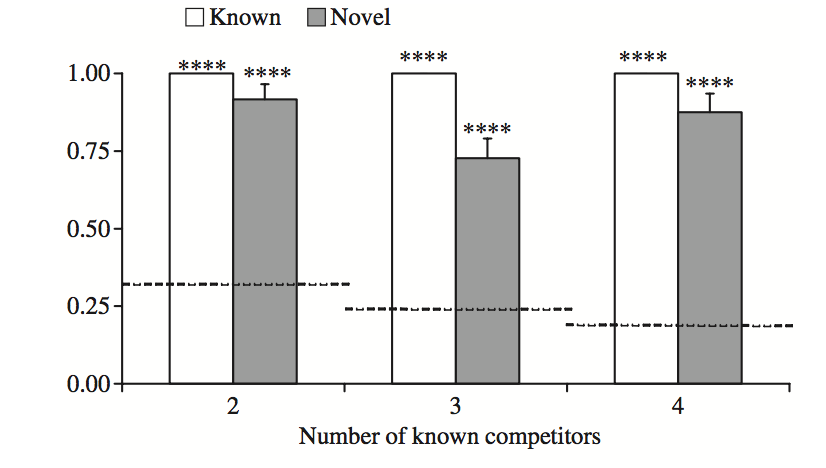 Known Novel
**** **** **** **** **** ****
1.00
0.75
0.50
0.25
0.00
2 3 4
Number of known competitors